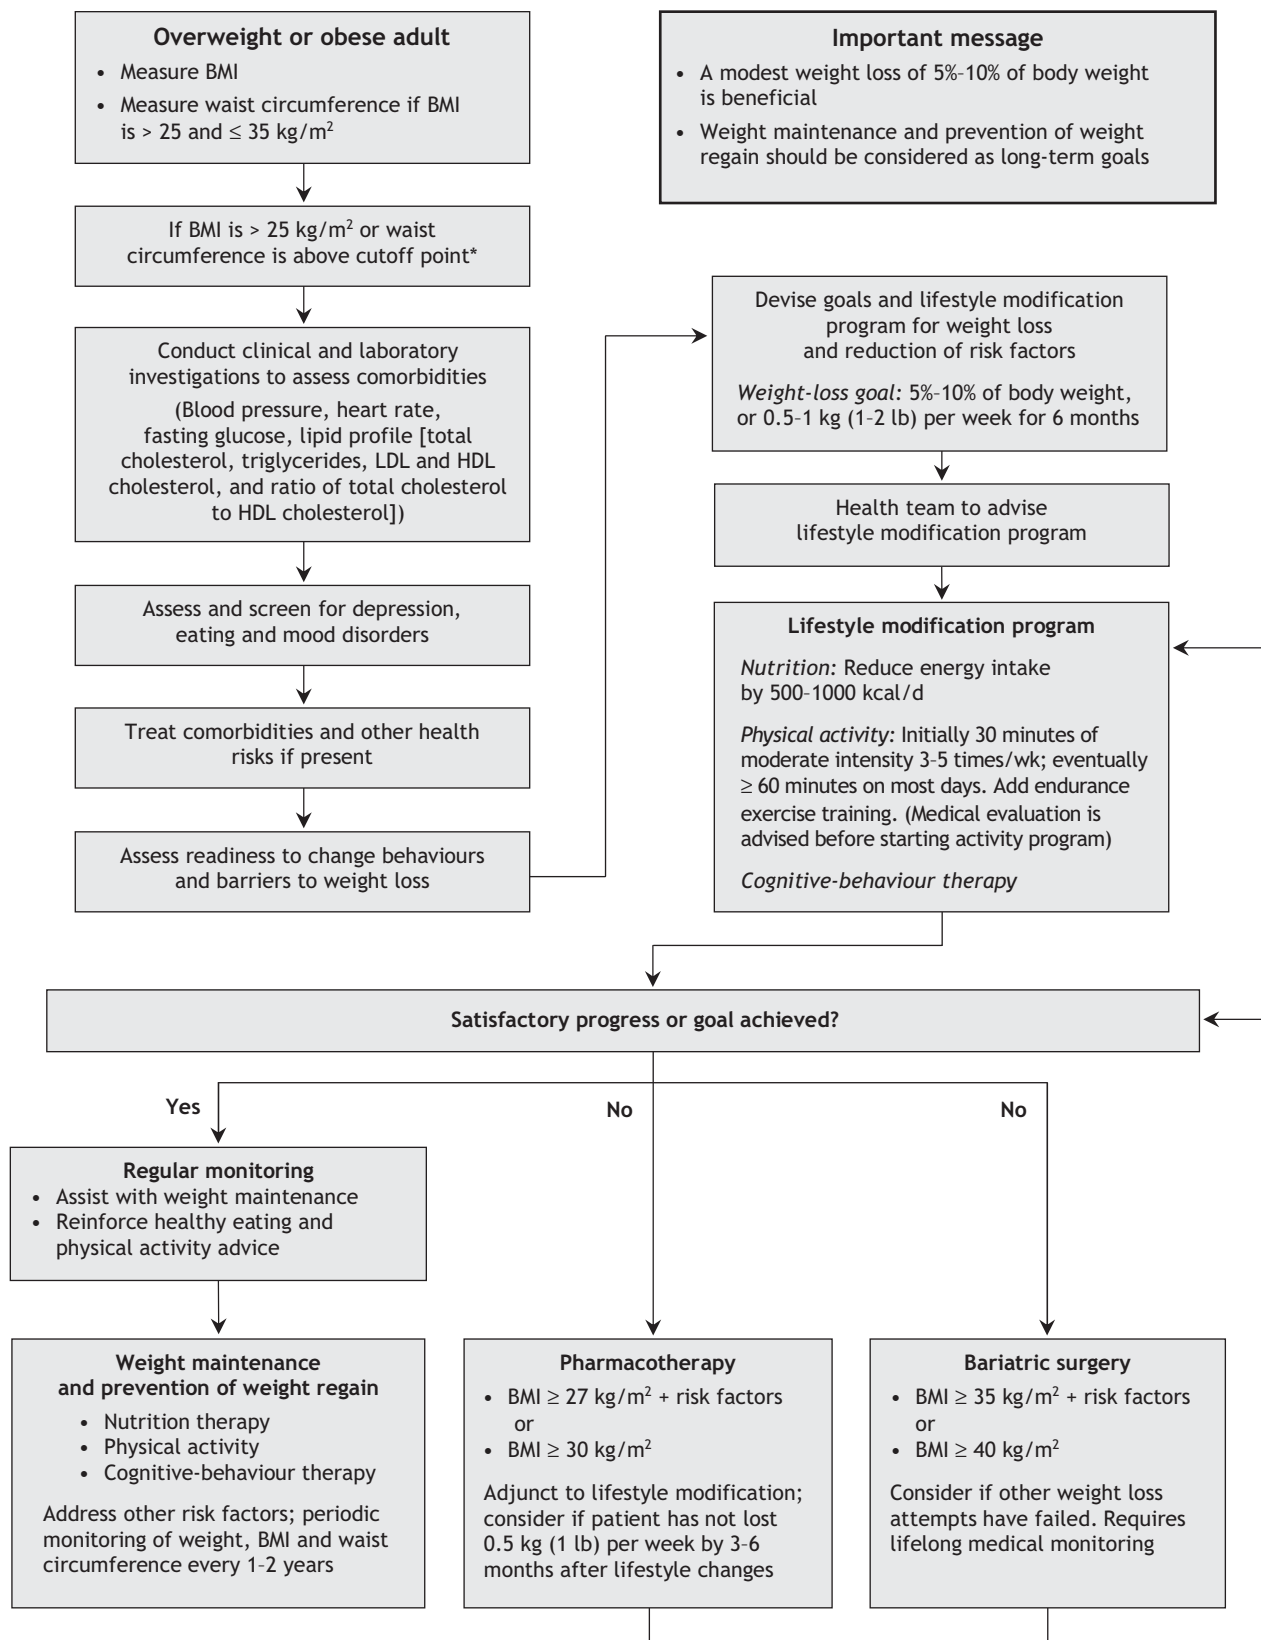 Overweight or obese adult
• Measure BMI
• Measure waist circumference if BMI
is > 25 and ≤ 35 kg/m²
Important message
• A modest weight loss of 5%–10% of body weight
is beneficial
• Weight maintenance and prevention of weight
regain should be considered as long-term goals
If BMI is > 25 kg/m² or waist
circumference is above cutoff point*
Conduct clinical and laboratory
investigations to assess comorbidities
(Blood pressure, heart rate,
fasting glucose, lipid profile [total
cholesterol, triglycerides, LDL and HDL
cholesterol, and ratio of total cholesterol
to HDL cholesterol])
Assess and screen for depression,
eating and mood disorders
Treat comorbidities and other health
risks if present
Assess readiness to change behaviours
and barriers to weight loss
Devise goals and lifestyle modification
program for weight loss
and reduction of risk factors
Weight-loss goal: 5%–10% of body weight,
or 0.5–1 kg (1–2 lb) per week for 6 months
Health team to advise
lifestyle modification program
Lifestyle modification program
Nutrition: Reduce energy intake
by 500–1000 kcal/d
Physical activity: Initially 30 minutes of
moderate intensity 3–5 times/wk; eventually
≥ 60 minutes on most days. Add endurance
exercise training. (Medical evaluation is
advised before starting activity program)
Cognitive-behaviour therapy
Satisfactory progress or goal achieved?
Yes
No
No
Regular monitoring
• Assist with weight maintenance
• Reinforce healthy eating and
physical activity advice
Weight maintenance
and prevention of weight regain
• Nutrition therapy
• Physical activity
• Cognitive-behaviour therapy
Address other risk factors; periodic
monitoring of weight, BMI and waist
circumference every 1–2 years
Pharmacotherapy
• BMI ≥ 27 kg/m² + risk factors
or
• BMI ≥ 30 kg/m²
Adjunct to lifestyle modification;
consider if patient has not lost
0.5 kg (1 lb) per week by 3–6
months after lifestyle changes
Bariatric surgery
• BMI ≥ 35 kg/m² + risk factors
or
• BMI ≥ 40 kg/m²
Consider if other weight loss
attempts have failed. Requires
lifelong medical monitoring